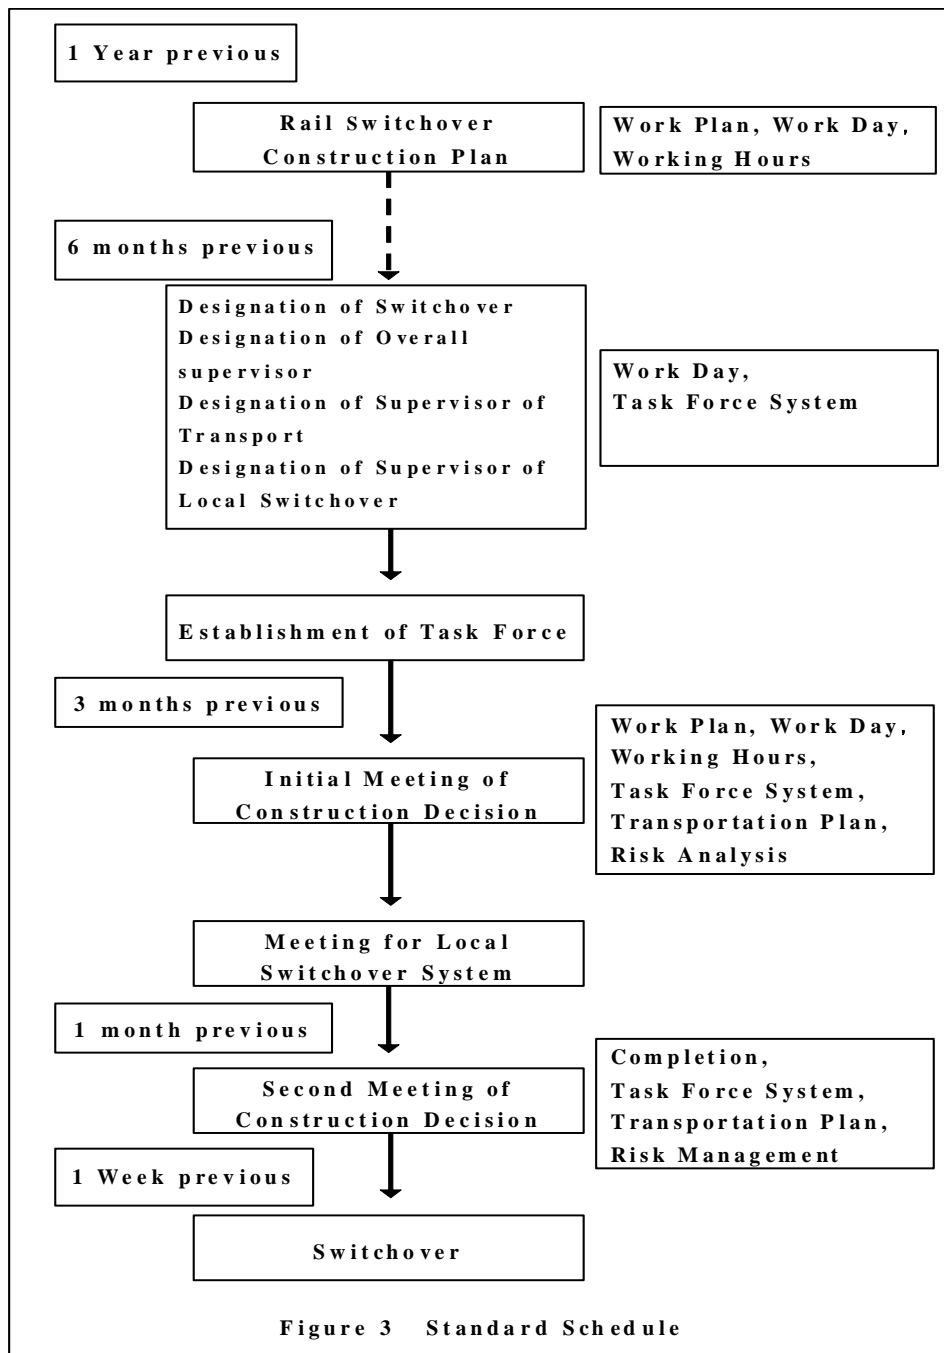 1 Year previous
Rail Switchover
Construction Plan
Work Plan, Work Day,
Working Hours
6 months previous
Designation of Switchover
Designation of Overall
supervisor
Designation of Supervisor of
Transport
Designation of Supervisor of
Local Switchover
Work Day,
Task Force System
Establishment of Task Force
3 months previous
Initial Meeting of
Construction Decision
Work Plan, Work Day,
Working Hours,
Task Force System,
Transportation Plan,
Risk Analysis
Meeting for Local
Switchover System
1 month previous
Second Meeting of
Construction Decision
Completion,
Task Force System,
Transportation Plan,
Risk Management
1 Week previous
Switchover
Figure 3 Standard Schedule